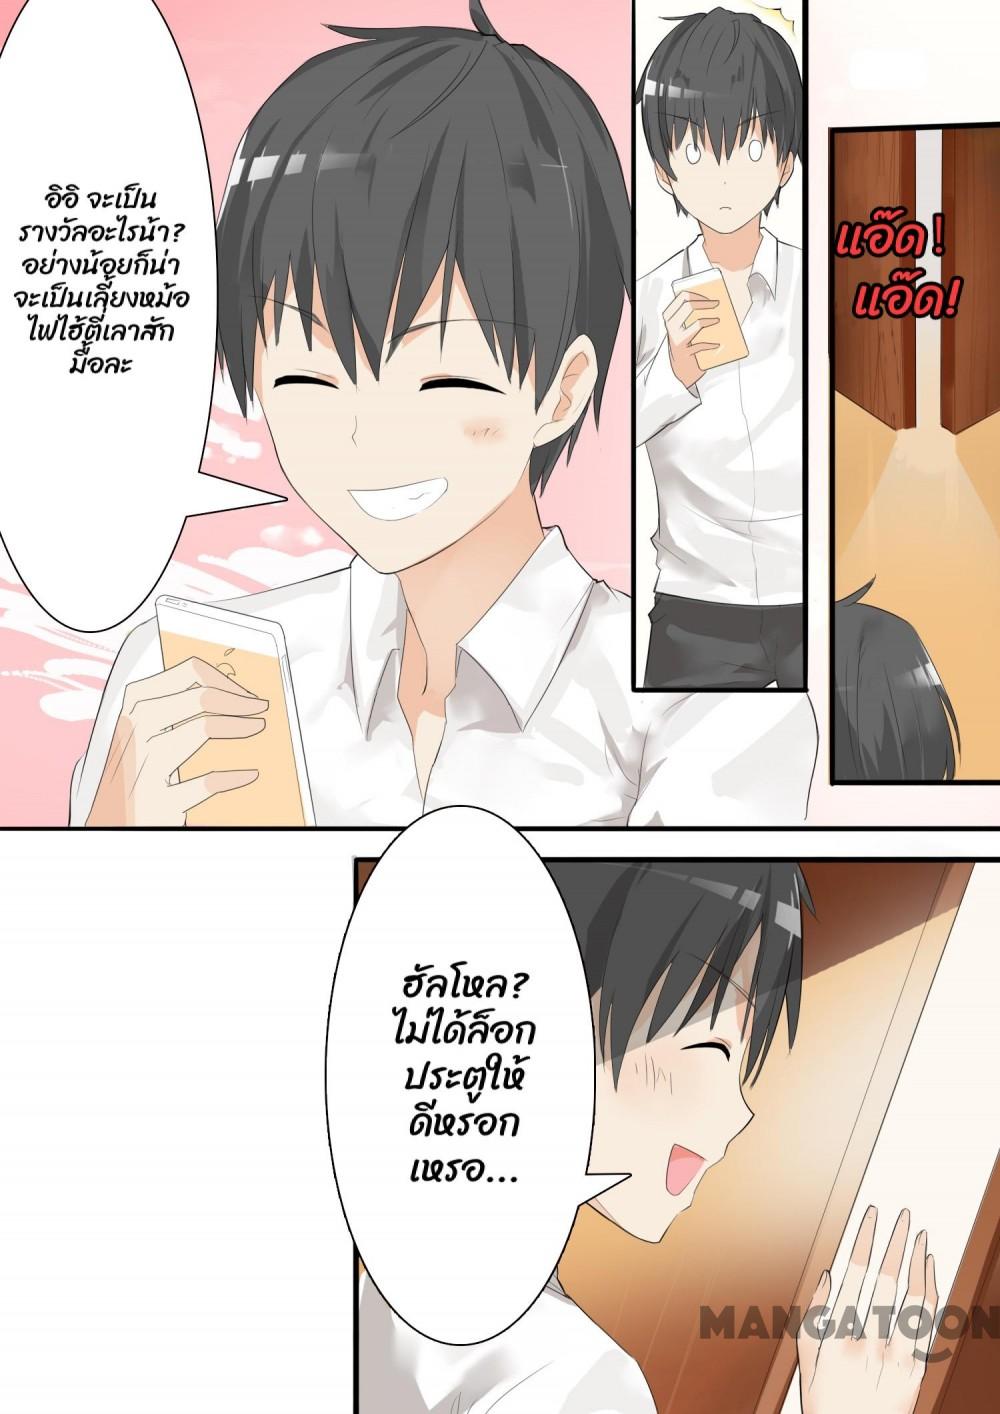 อิอิ จะเป็น
รางวัลอะไรน้า?
อย่างน้อยก็น่า
จะเป็นเลี้ยงหม้อ
ไฟไฮ้ตี่เลาสัก
มื้อละ
แอ๊ด!
แอ๊ด!
ฮัลโหล?
ไม่ได้ล็อก
ประตูให้
ดีหรอก
เหรอ...
MANGATOON